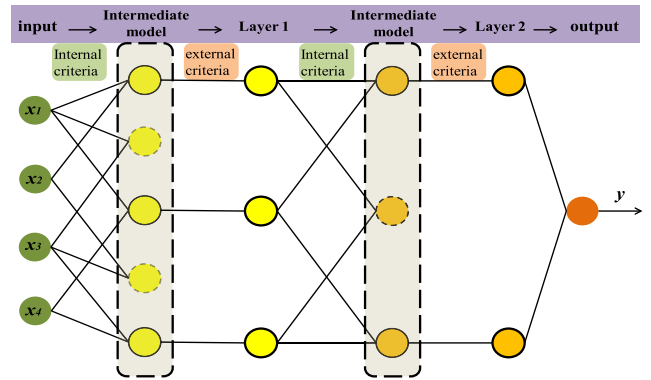 input → Intermediate model → Layer 1 → Intermediate model → Layer 2 → output
Internal criteria
external criteria
Internal criteria
external criteria
x1
x2
x3
x4
y